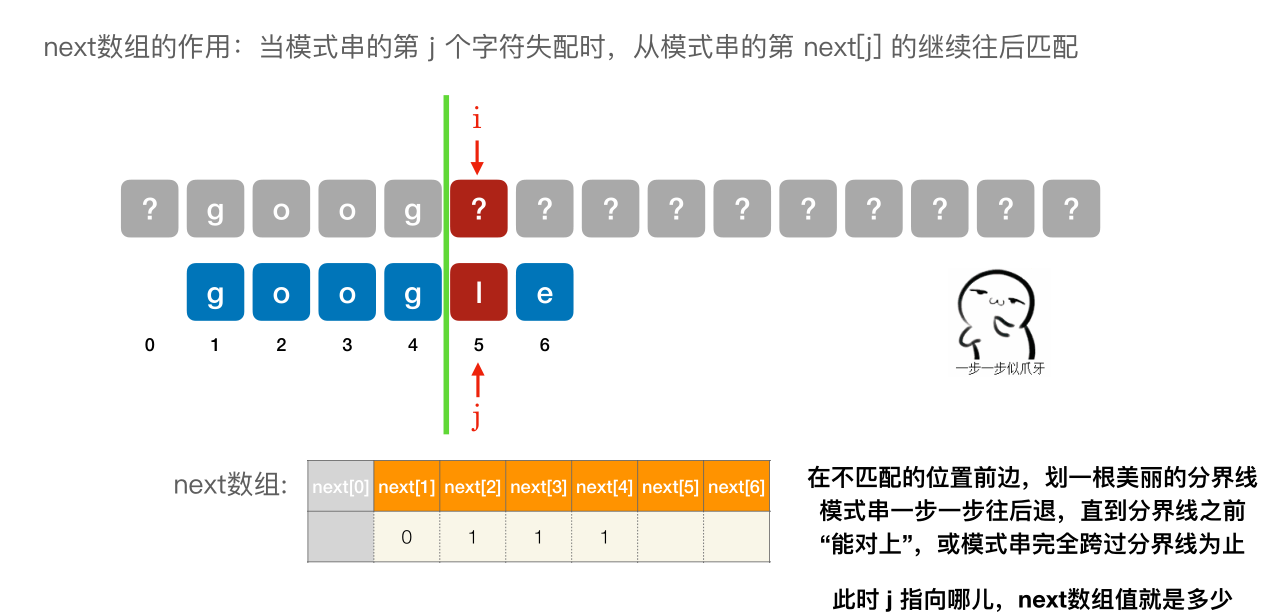 next数组的作用：当模式串的第 j 个字符失配时，从模式串的第 next[j] 的继续往后匹配
i
? g o o g ? ? ? ? ? ? ? ? ? ?
g o o g l e
0 1 2 3 4 5 6
j
一步一步似爪牙
next数组:
next[0] next[1] next[2] next[3] next[4] next[5] next[6]
0 1 1 1
在不匹配的位置前边，划一根美丽的分界线
模式串一步一步往后退，直到分界线之前
“能对上”，或模式串完全跨过分界线为止
此时 j 指向哪儿，next数组值就是多少